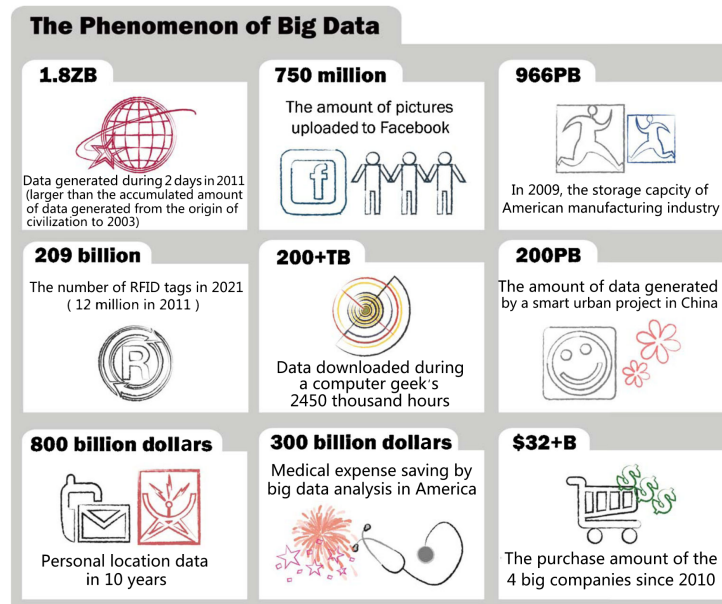 The Phenomenon of Big Data
1.8ZB
Data generated during 2 days in 2011
(larger than the accumulated amount
of data generated from the origin of
civilization to 2003)
750 million
The amount of pictures
uploaded to Facebook
f
966PB
In 2009, the storage capcity of
American manufacturing industry
209 billion
The number of RFID tags in 2021
( 12 million in 2011 )
R
200+TB
Data downloaded during
a computer geek's
2450 thousand hours
200PB
The amount of data generated
by a smart urban project in China
800 billion dollars
Personal location data
in 10 years
300 billion dollars
Medical expense saving by
big data analysis in America
$32+B
$$$
The purchase amount of the
4 big companies since 2010